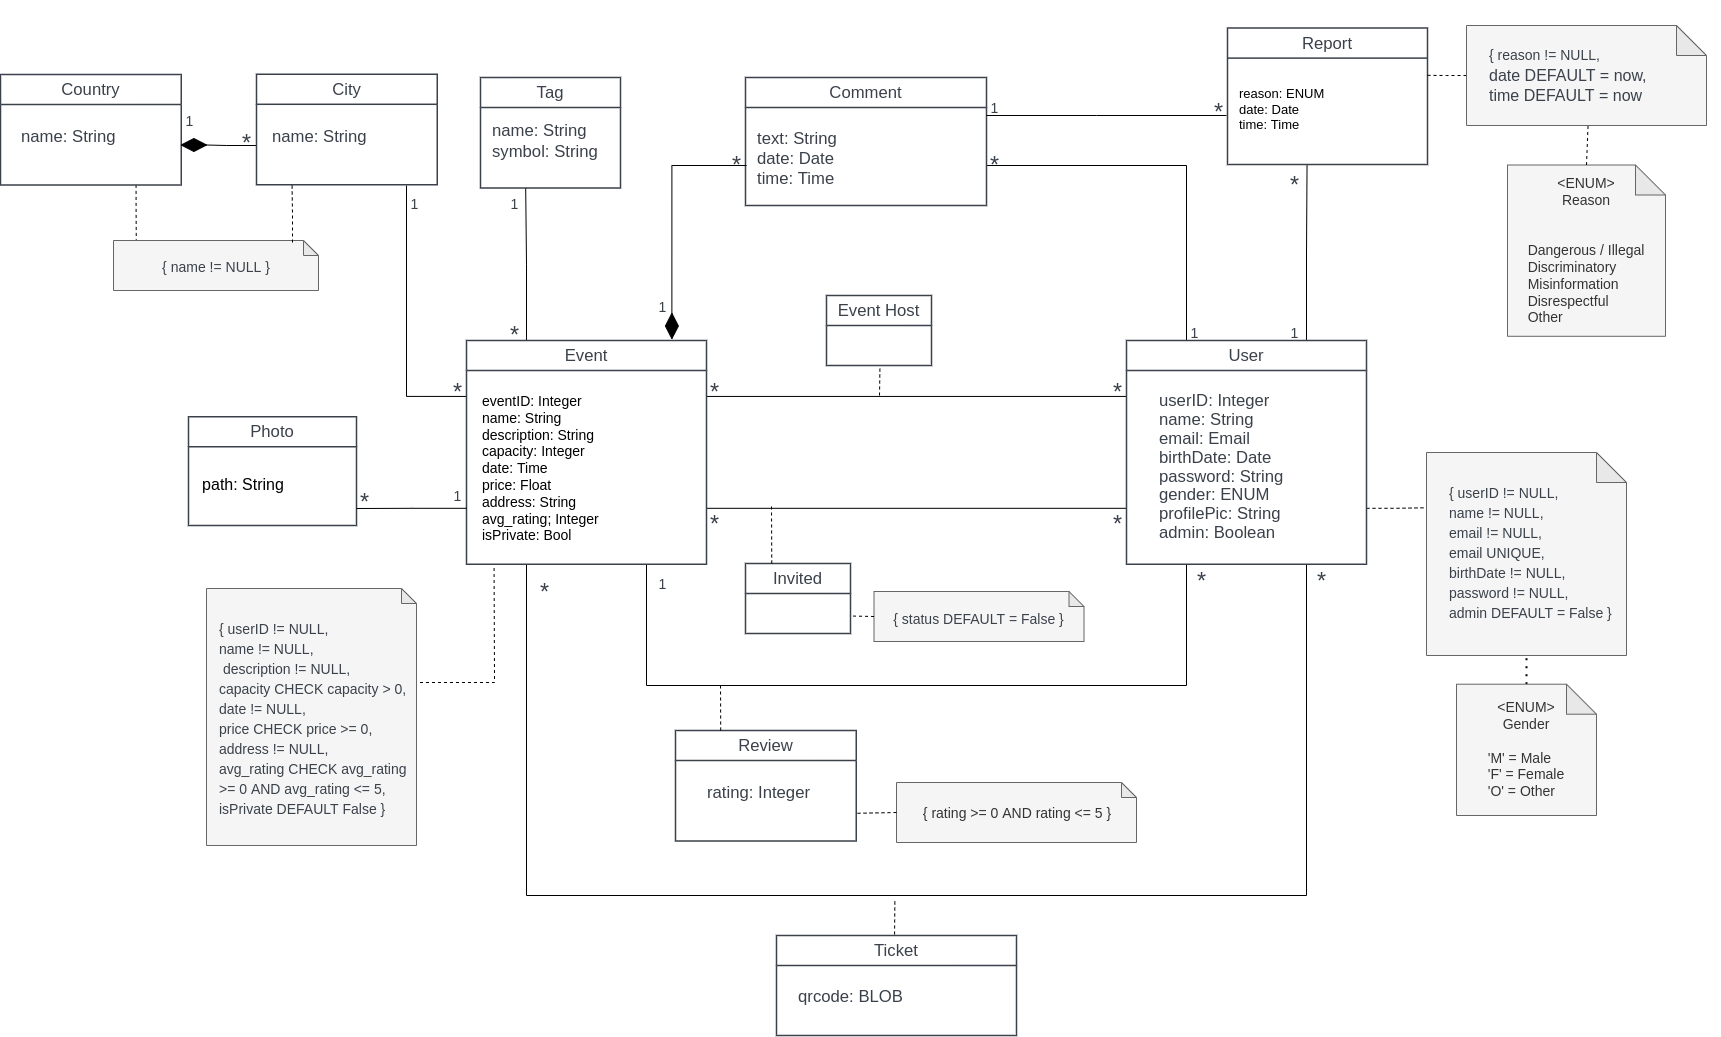 Country
name: String
1
*
City
name: String
{ name != NULL }
1
*
Tag
name: String
symbol: String
1
*
Comment
text: String
date: Date
time: Time
*
1
1
*
*
1
Report
reason: ENUM
date: Date
time: Time
*
1
{ reason != NULL,
date DEFAULT = now,
time DEFAULT = now
<ENUM>
Reason
Dangerous / Illegal
Discriminatory
Misinformation
Disrespectful
Other
Event Host
*
*
Event
eventID: Integer
name: String
description: String
capacity: Integer
date: Time
price: Float
address: String
avg_rating; Integer
isPrivate: Bool
User
userID: Integer
name: String
email: Email
birthDate: Date
password: String
gender: ENUM
profilePic: String
admin: Boolean
Photo
path: String
*
1
*
*
Invited
{ status DEFAULT = False }
{ userID != NULL,
name != NULL,
email != NULL,
email UNIQUE,
birthDate != NULL,
password != NULL,
admin DEFAULT = False }
<ENUM>
Gender
'M' = Male
'F' = Female
'O' = Other
{ userID != NULL,
name != NULL,
description != NULL,
capacity CHECK capacity > 0,
date != NULL,
price CHECK price >= 0,
address != NULL,
avg_rating CHECK avg_rating
>= 0 AND avg_rating <= 5,
isPrivate DEFAULT False }
*
1
*
*
Review
rating: Integer
{ rating >= 0 AND rating <= 5 }
Ticket
qrcode: BLOB